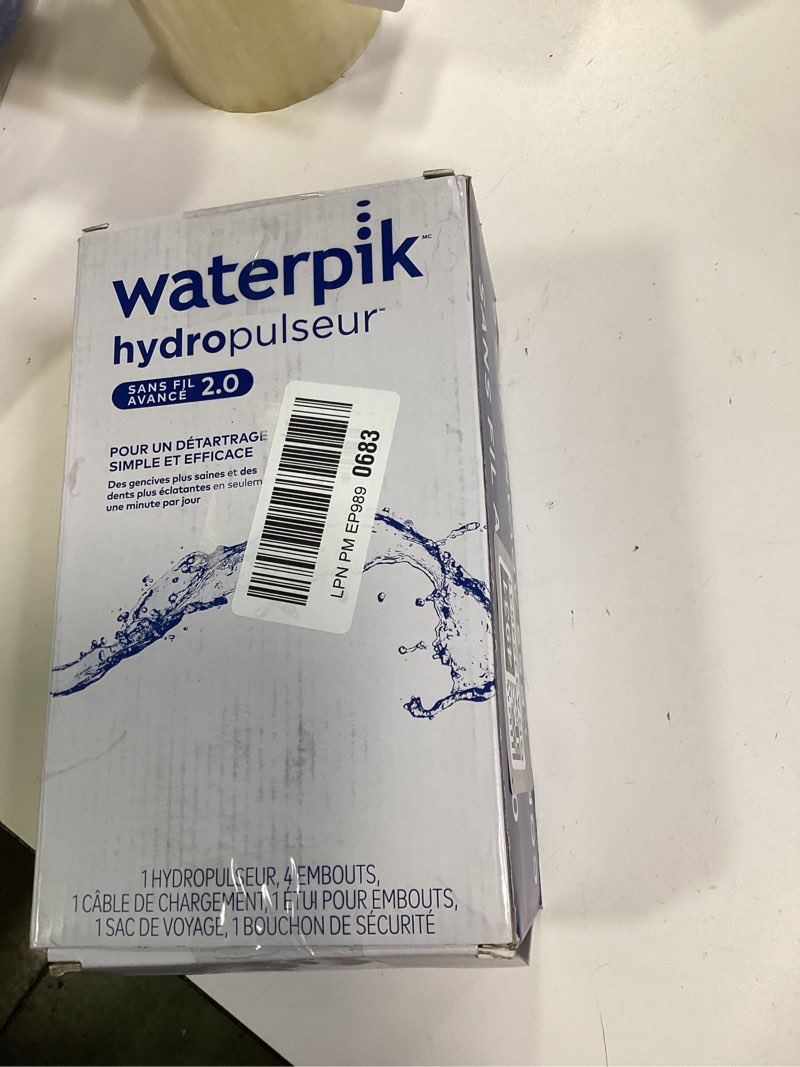 waterpik MC
hydropulseur
SANS FIL
AVANCÉ 2.0
POUR UN DÉTARTRAGE
SIMPLE ET EFFICACE
Des gencives plus saines et des
dents plus éclatantes en seulem
une minute par jour
LPN PM EP989 0683
1 HYDROPULSEUR, 4 EMBOUTS,
1 CÂBLE DE CHARGEMENT, 1 ÉTUI POUR EMBOUTS,
1 SAC DE VOYAGE, 1 BOUCHON DE SÉCURITÉ
SANS FIL A